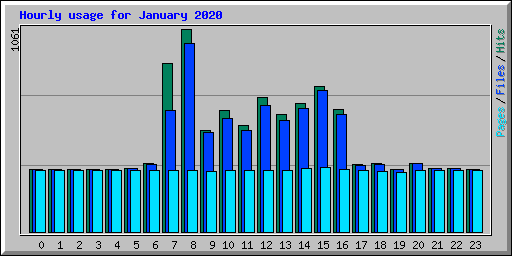 Hourly usage for January 2020
1061
Pages/Files/Hits
0 1 2 3 4 5 6 7 8 9 10 11 12 13 14 15 16 17 18 19 20 21 22 23